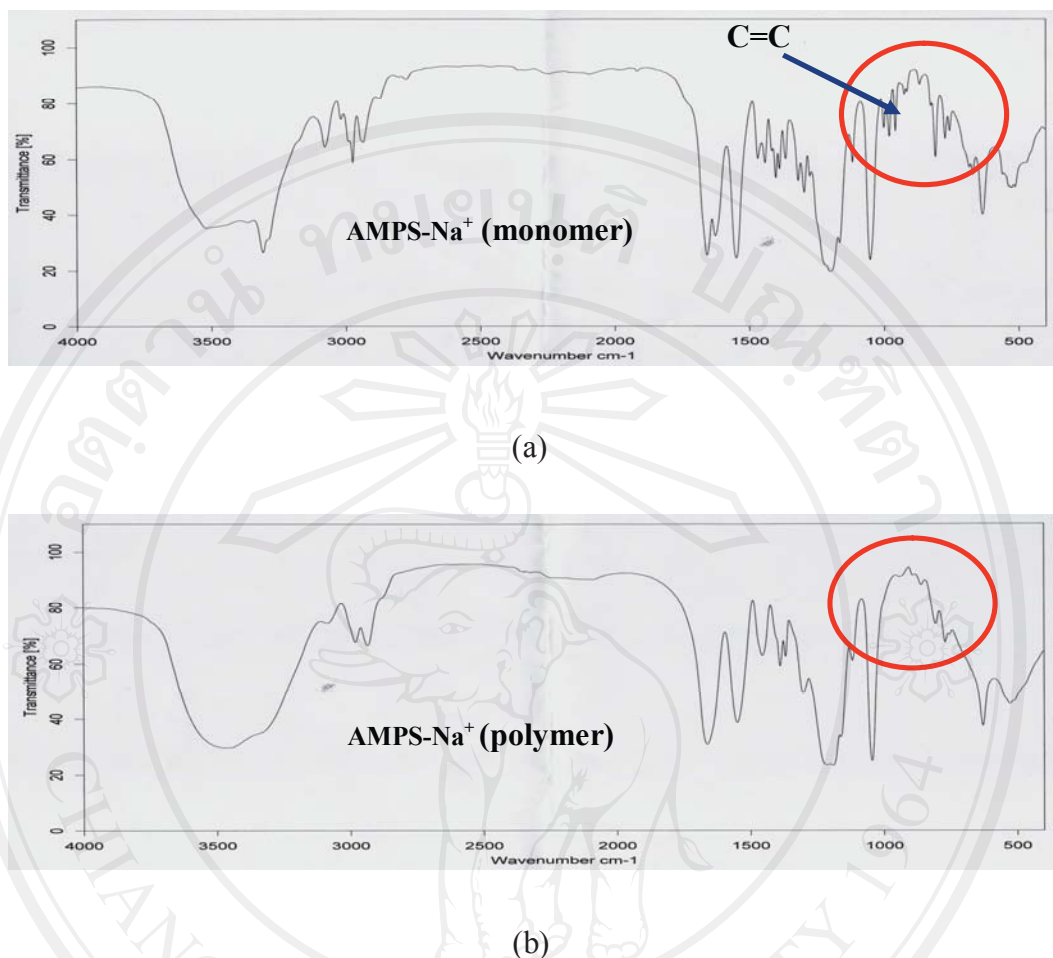 C=C
100
80
60
40
20
0
Transmittance [%]
AMPS-Na⁺ (monomer)
4000 3500 3000 2500 2000 1500 1000 500
Wavenumber cm-1
(a)
100
80
60
40
20
0
Transmittance [%]
AMPS-Na⁺ (polymer)
4000 3500 3000 2500 2000 1500 1000 500
Wavenumber cm-1
(b)
1964